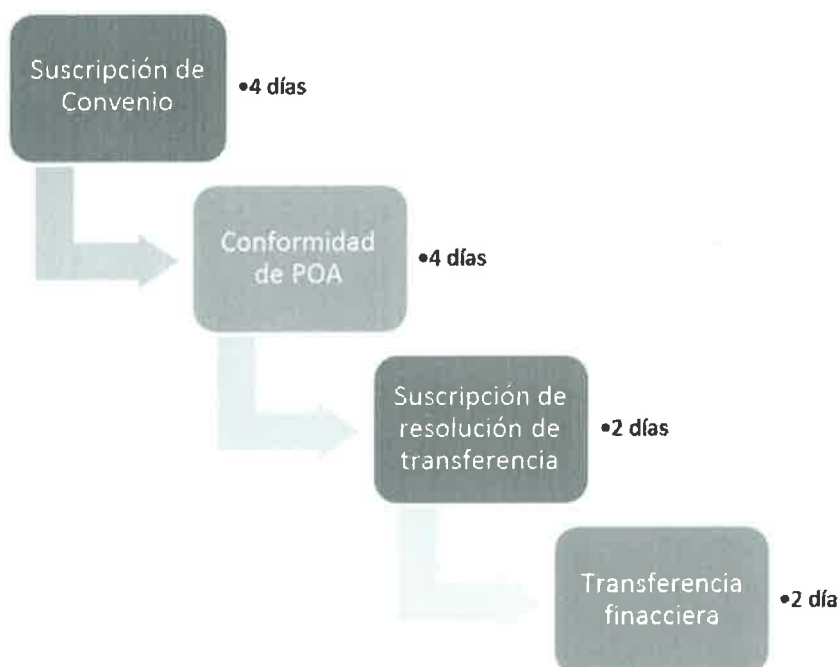 Suscripción de
Convenio
•4 días
Conformidad
de POA
•4 días
Suscripción de
resolución de
transferencia
•2 días
Transferencia
finacciera
•2 día